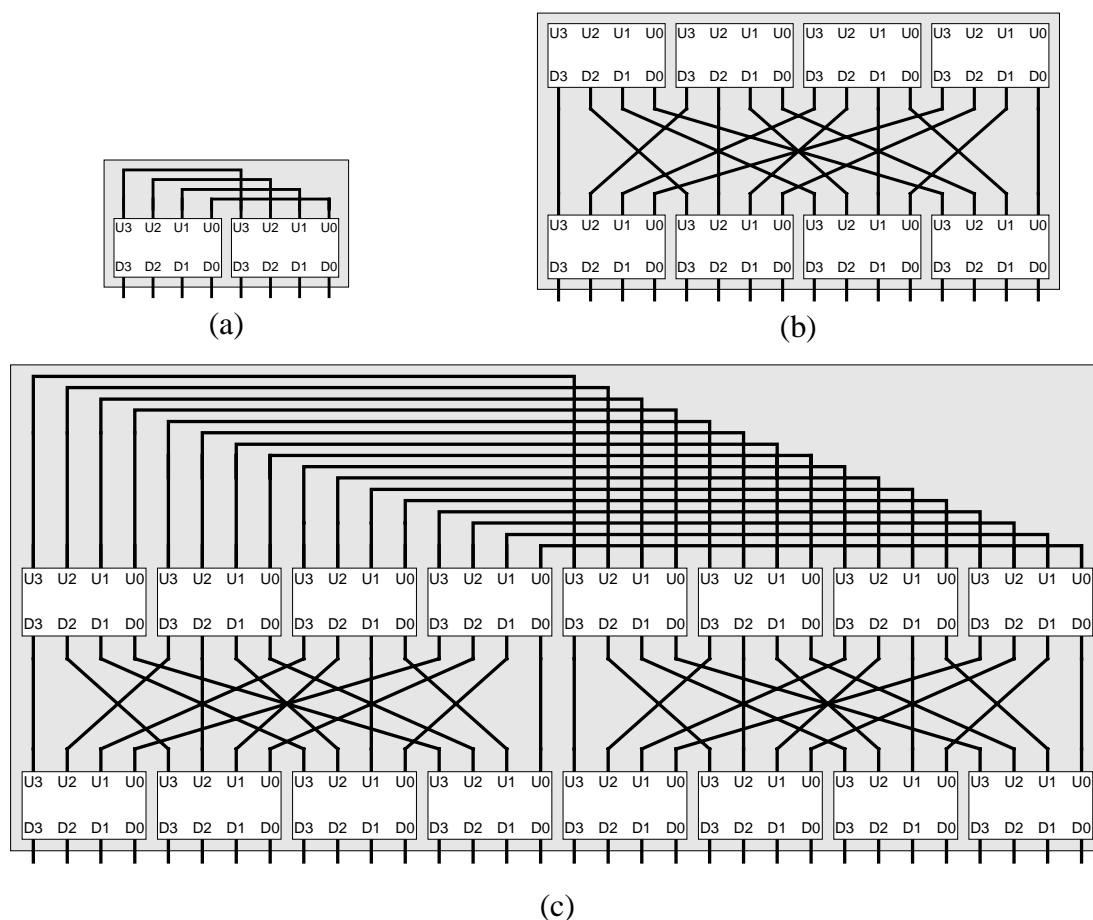 U3 U2 U1 U0 U3 U2 U1 U0 U3 U2 U1 U0 U3 U2 U1 U0
D3 D2 D1 D0 D3 D2 D1 D0 D3 D2 D1 D0 D3 D2 D1 D0
U3 U2 U1 U0 U3 U2 U1 U0
D3 D2 D1 D0 D3 D2 D1 D0
(a)
U3 U2 U1 U0 U3 U2 U1 U0 U3 U2 U1 U0 U3 U2 U1 U0
D3 D2 D1 D0 D3 D2 D1 D0 D3 D2 D1 D0 D3 D2 D1 D0
(b)
U3 U2 U1 U0 U3 U2 U1 U0 U3 U2 U1 U0 U3 U2 U1 U0 U3 U2 U1 U0 U3 U2 U1 U0 U3 U2 U1 U0 U3 U2 U1 U0
D3 D2 D1 D0 D3 D2 D1 D0 D3 D2 D1 D0 D3 D2 D1 D0 D3 D2 D1 D0 D3 D2 D1 D0 D3 D2 D1 D0 D3 D2 D1 D0
U3 U2 U1 U0 U3 U2 U1 U0 U3 U2 U1 U0 U3 U2 U1 U0 U3 U2 U1 U0 U3 U2 U1 U0 U3 U2 U1 U0 U3 U2 U1 U0
D3 D2 D1 D0 D3 D2 D1 D0 D3 D2 D1 D0 D3 D2 D1 D0 D3 D2 D1 D0 D3 D2 D1 D0 D3 D2 D1 D0 D3 D2 D1 D0
(c)